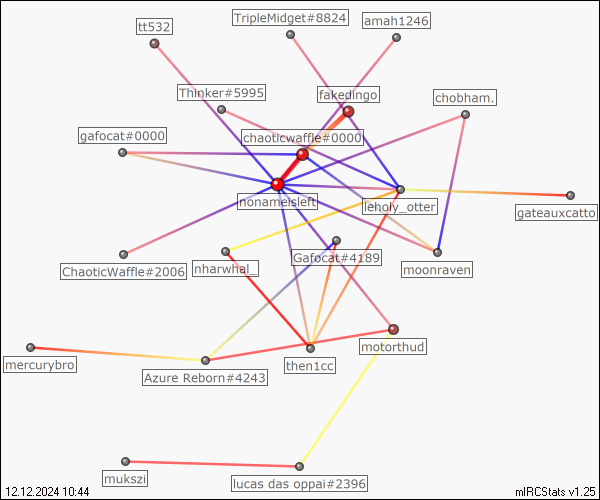 TripleMidget#8824
amah1246
tt532
Thinker#5995
fakedingo
chobham.
gafocat#0000
chaoticwaffle#0000
nonamesleft
leholy_otter
gateauxcatto
ChaoticWaffle#2006
nharwhal_
Gafocat#4189
moonraven
mercurybro
Azure Reborn#4243
then1cc
motorthud
mukszi
lucas das oppai#2396
12.12.2024 10:44
mIRCStats v1.25